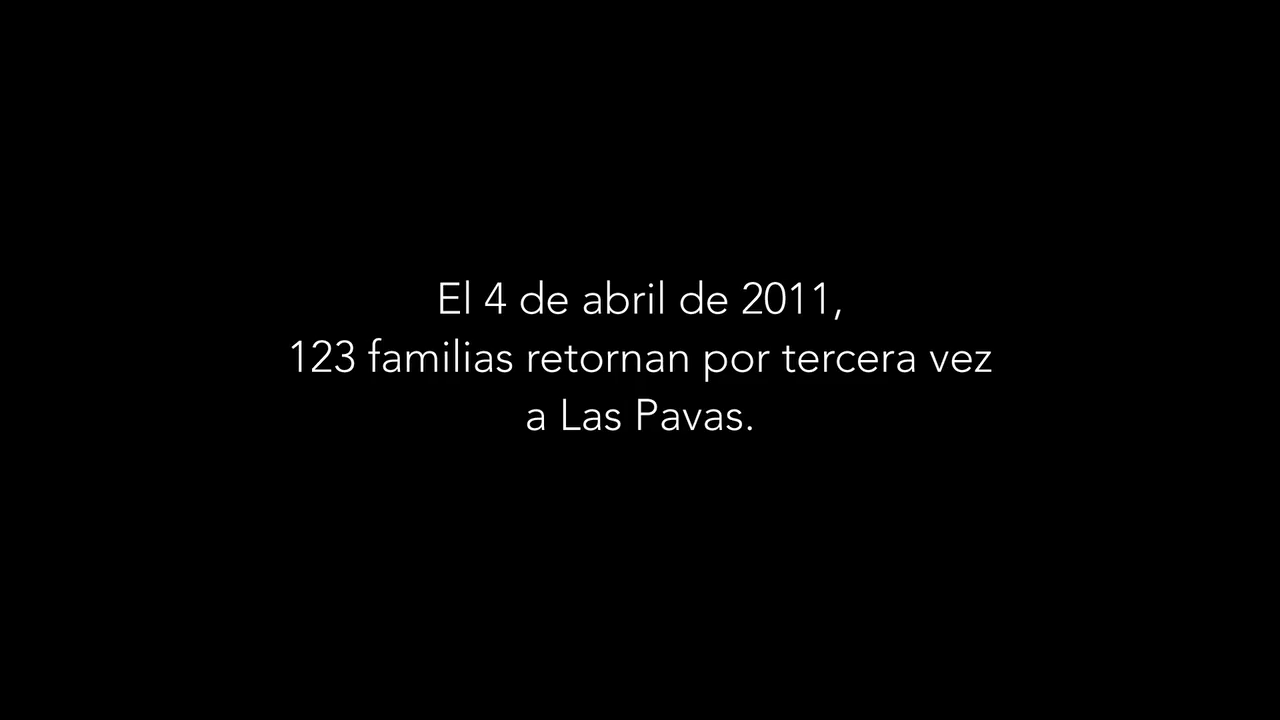 El 4 de abril de 2011,
123 familias retornan por tercera vez
a Las Pavas.